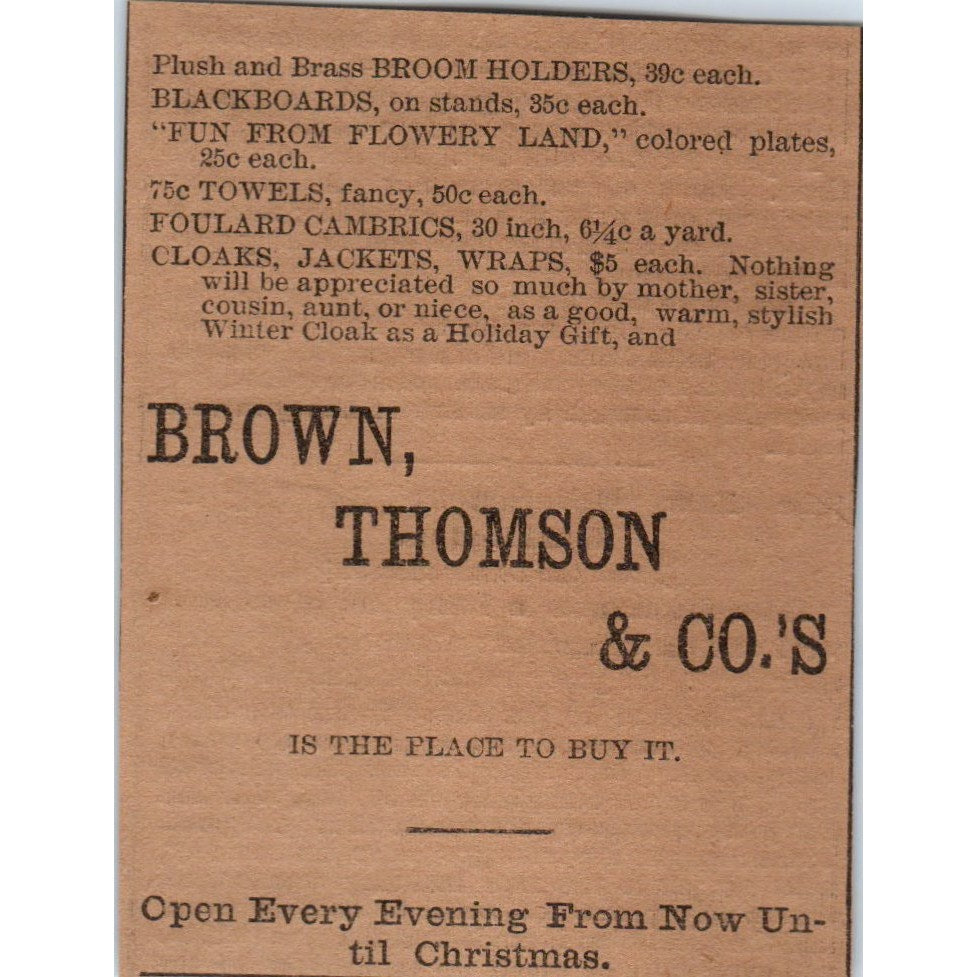 Plush and Brass BROOM HOLDERS, 39c each.
BLACKBOARDS, on stands, 35c each.
"FUN FROM FLOWERY LAND," colored plates,
25c each.
75c TOWELS, fancy, 50c each.
FOULARD CAMBRICS, 30 inch, 6¼c a yard.
CLOAKS, JACKETS, WRAPS, $5 each. Nothing
will be appreciated so much by mother, sister,
cousin, aunt, or niece, as a good, warm, stylish
Winter Cloak as a Holiday Gift, and
BROWN,
THOMSON
& CO.'S
IS THE PLACE TO BUY IT.
Open Every Evening From Now Un-
til Christmas.